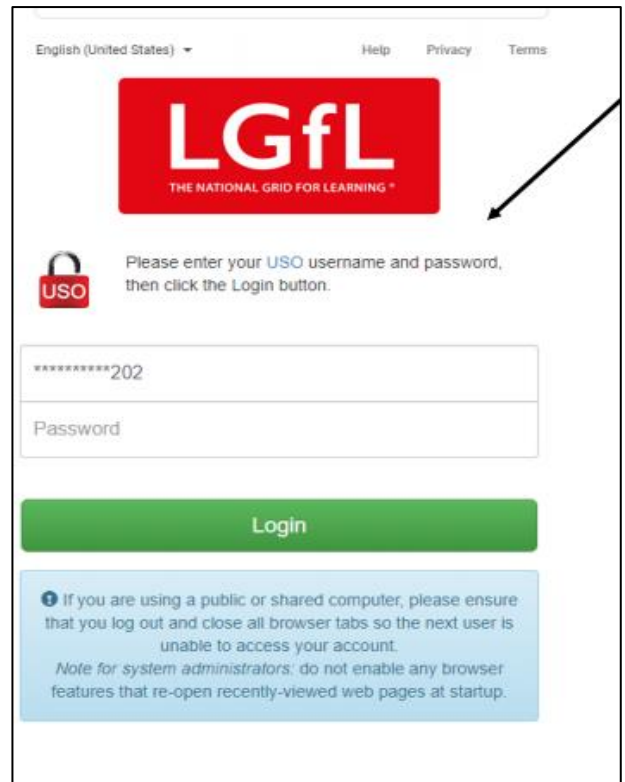 English (United States) Help Privacy Terms
LGfL
THE NATIONAL GRID FOR LEARNING ®
Please enter your USO username and password,
then click the Login button.
USO
**********202
Password
Login
If you are using a public or shared computer, please ensure
that you log out and close all browser tabs so the next user is
unable to access your account.
Note for system administrators: do not enable any browser
features that re-open recently-viewed web pages at startup.